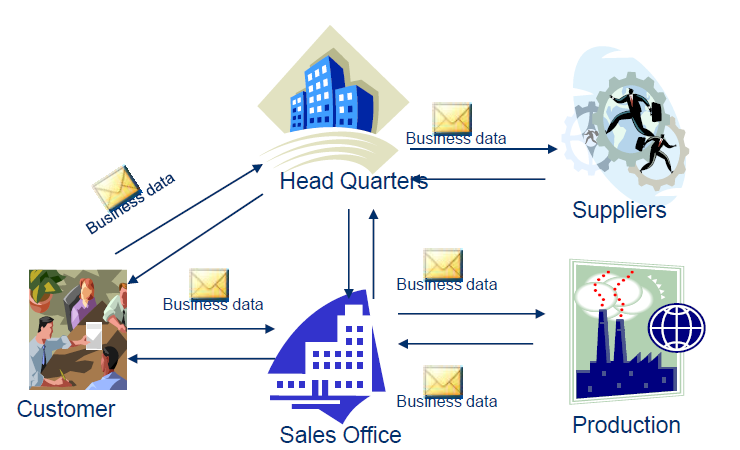 Business data
Head Quarters
Suppliers
Business data
Business data
Business data
Business data
Customer
Sales Office
Production